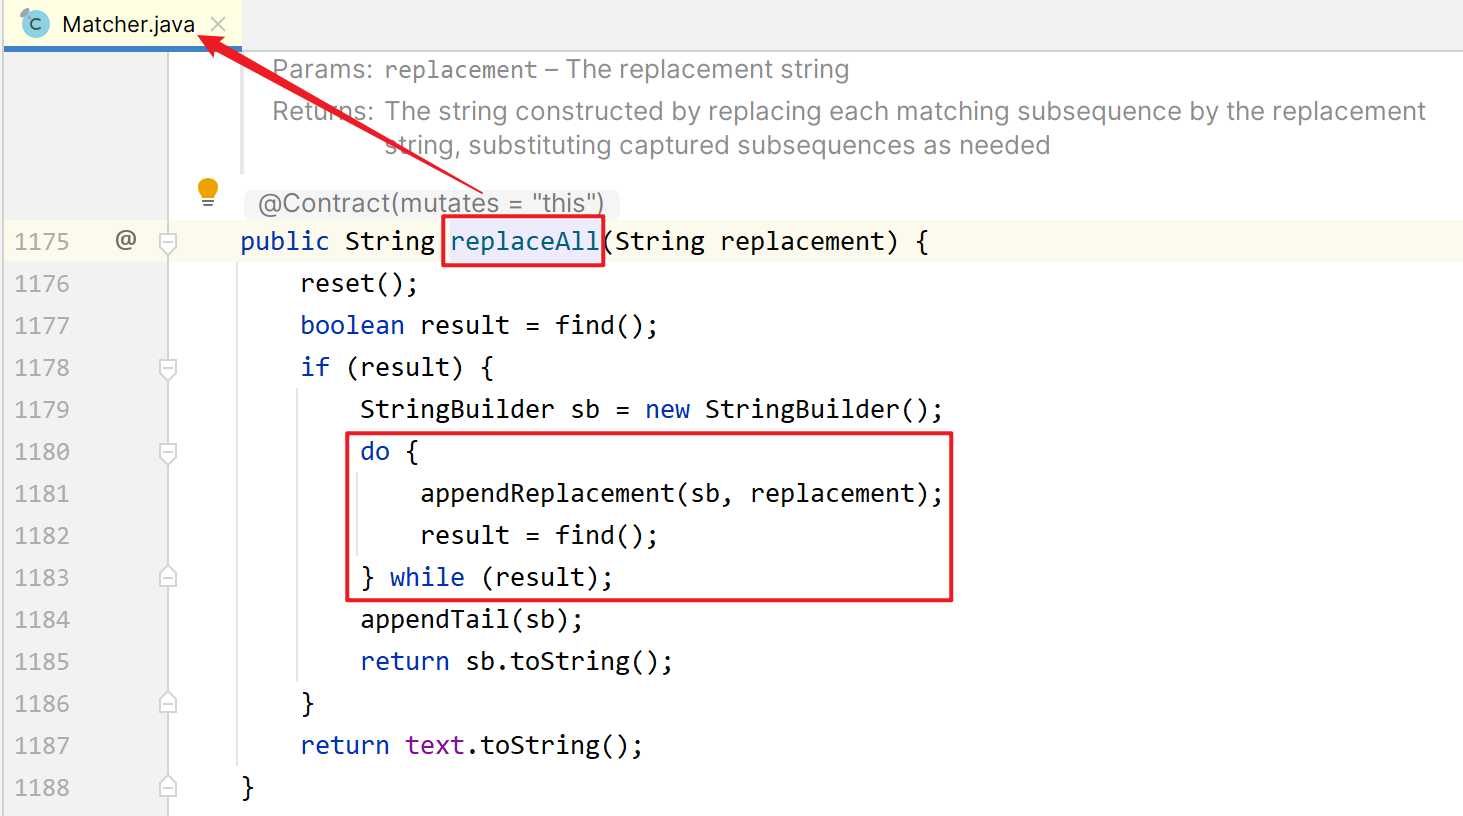 C Matcher.java
Params: replacement – The replacement string
Returns: The string constructed by replacing each matching subsequence by the replacement
string, substituting captured subsequences as needed
@Contract(mutates = "this")
1175 @ public String replaceAll(String replacement) {
1176 reset();
1177 boolean result = find();
1178 if (result) {
1179 StringBuilder sb = new StringBuilder();
1180 do {
1181 appendReplacement(sb, replacement);
1182 result = find();
1183 } while (result);
1184 appendTail(sb);
1185 return sb.toString();
1186 }
1187 return text.toString();
1188 }